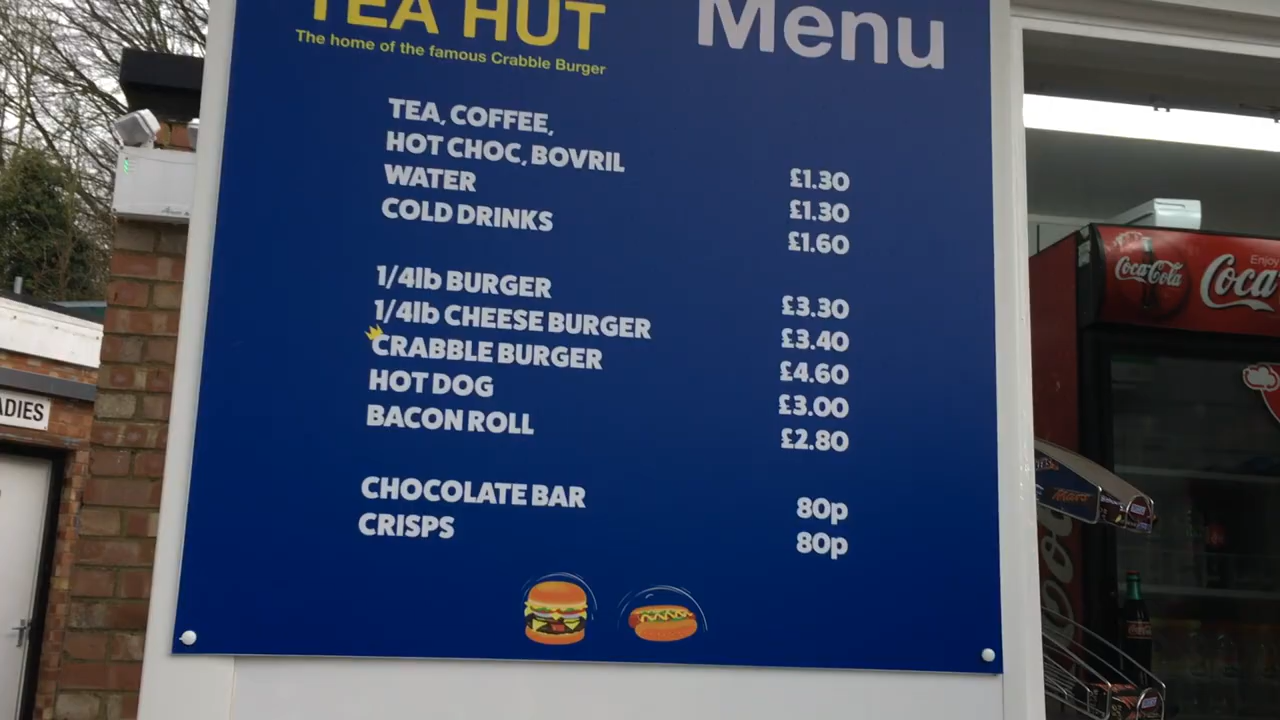 TEA HUT
The home of the famous Crabble Burger
Menu
TEA, COFFEE,
HOT CHOC, BOVRIL £1.30
WATER £1.30
COLD DRINKS £1.60
1/4lb BURGER £3.30
1/4lb CHEESE BURGER £3.40
CRABBLE BURGER £4.60
HOT DOG £3.00
BACON ROLL £2.80
CHOCOLATE BAR 80p
CRISPS 80p
ADIES
Coca-Cola
Enjoy
Coca
Mars